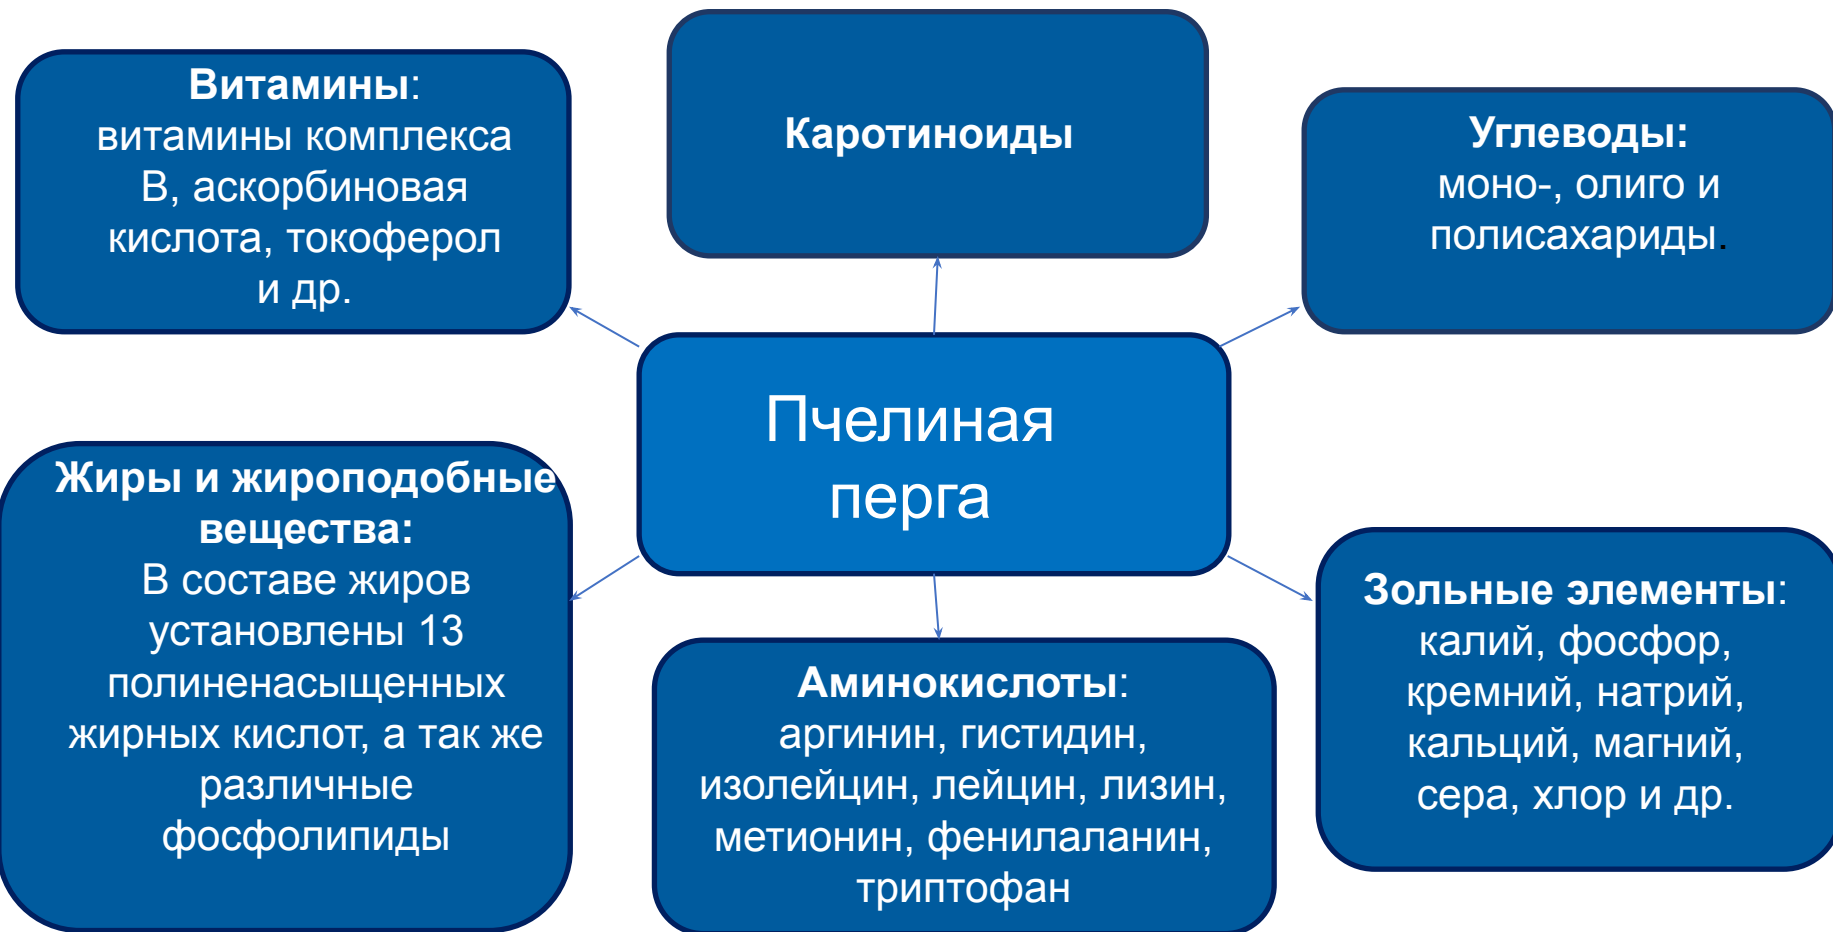 Витамины:
витамины комплекса
В, аскорбиновая
кислота, токоферол
и др.
Каротиноиды
Углеводы:
моно-, олиго и
полисахариды.
Пчелиная
перга
Жиры и жироподобные
вещества:
В составе жиров
установлены 13
полиненасыщенных
жирных кислот, а так же
различные
фосфолипиды
Аминокислоты:
аргинин, гистидин,
изолейцин, лейцин, лизин,
метионин, фенилаланин,
триптофан
Зольные элементы:
калий, фосфор,
кремний, натрий,
кальций, магний,
сера, хлор и др.